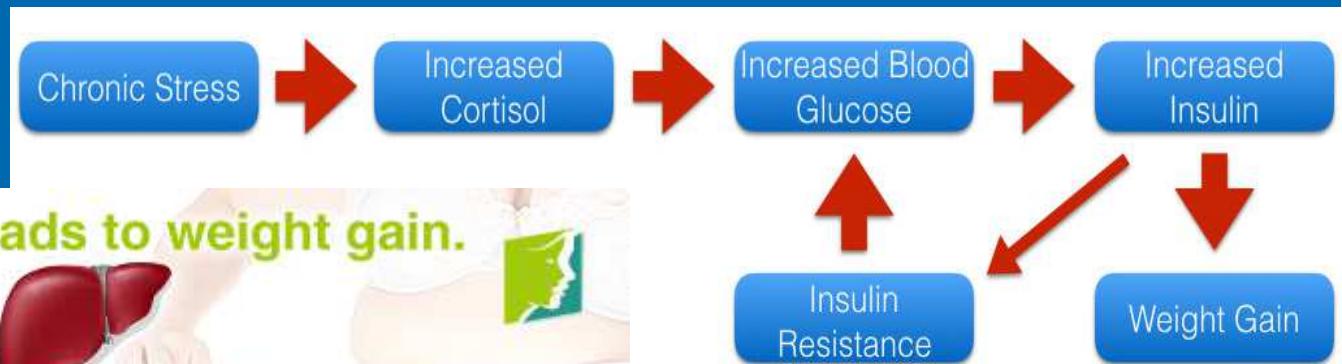 Chronic Stress
Increased
Cortisol
Increased Blood
Glucose
Increased
Insulin
Insulin
Resistance
Weight Gain
ads to weight gain.